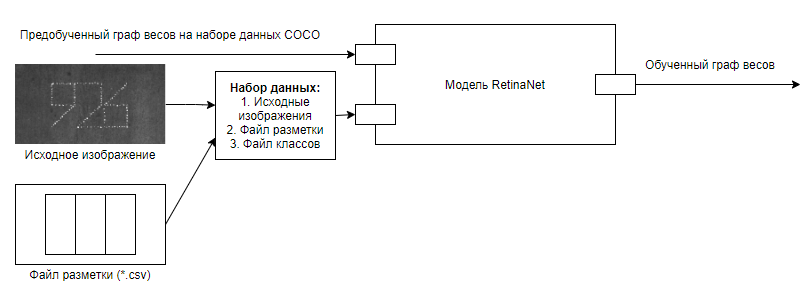 Предобученный граф весов на наборе данных COCO
Обученный граф весов
Модель RetinaNet
Набор данных:
1. Исходные
изображения
2. Файл разметки
3. Файл классов
926
Исходное изображение
Файл разметки (*.csv)